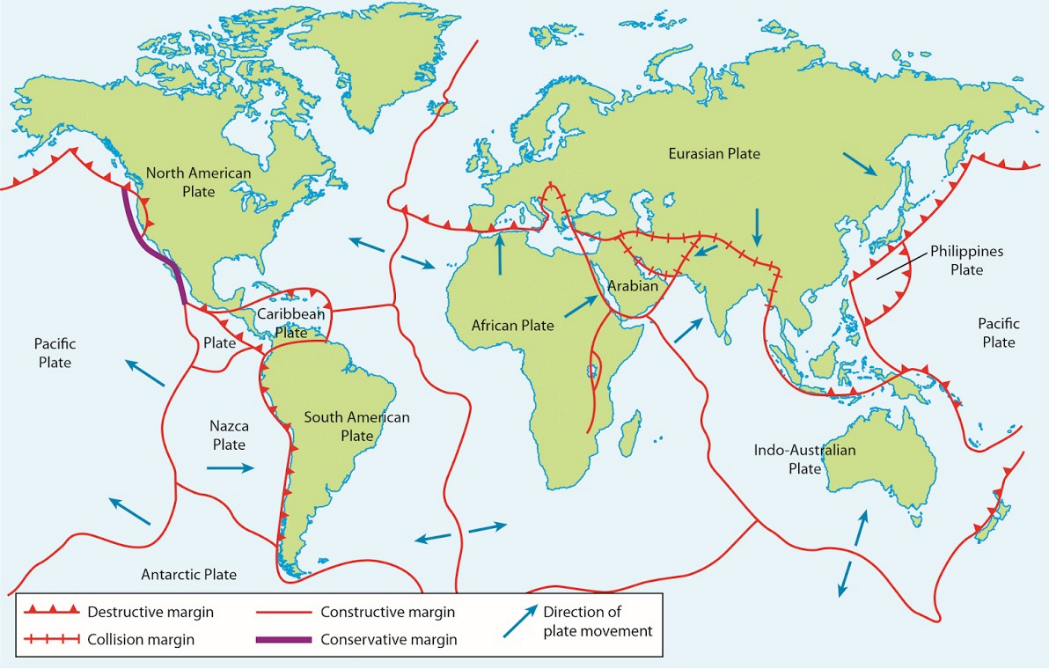 North American
Plate
Eurasian Plate
Philippines
Plate
Arabian
Caribbean
Plate
African Plate
Pacific
Plate
Plate
Pacific
Plate
South American
Plate
Nazca
Plate
Indo-Australian
Plate
Antarctic Plate
Destructive margin
Constructive margin
Direction of
plate movement
Collision margin
Conservative margin